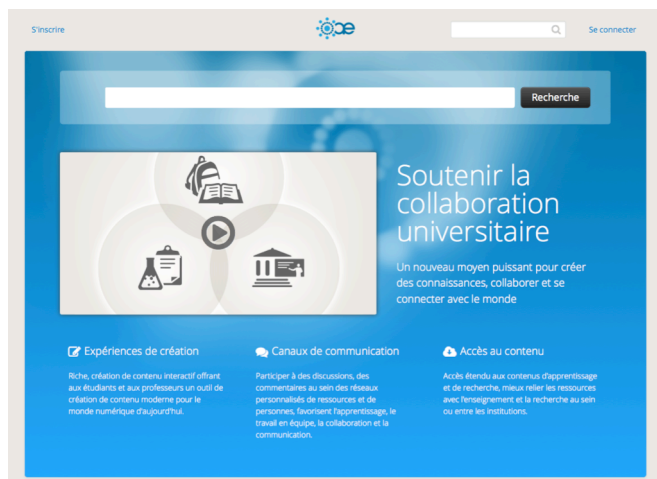 S'inscrire
Se connecter
Recherche
Soutenir la
collaboration
universitaire
Un nouveau moyen puissant pour créer
des connaissances, collaborer et se
connecter avec le monde
Expériences de création
Riche, création de contenu interactif offrant
aux étudiants et aux professeurs un outil de
création de contenu moderne pour le
monde numérique d'aujourd'hui.
Canaux de communication
Participer à des discussions, des
commentaires au sein des réseaux
personnalisés de ressources et de
personnes, favorisent l'apprentissage, le
travail en équipe, la collaboration et la
communication.
Accès au contenu
Accès étendu aux contenus d'apprentissage
et de recherche, mieux relier les ressources
avec l'enseignement et la recherche au sein
ou entre les institutions.